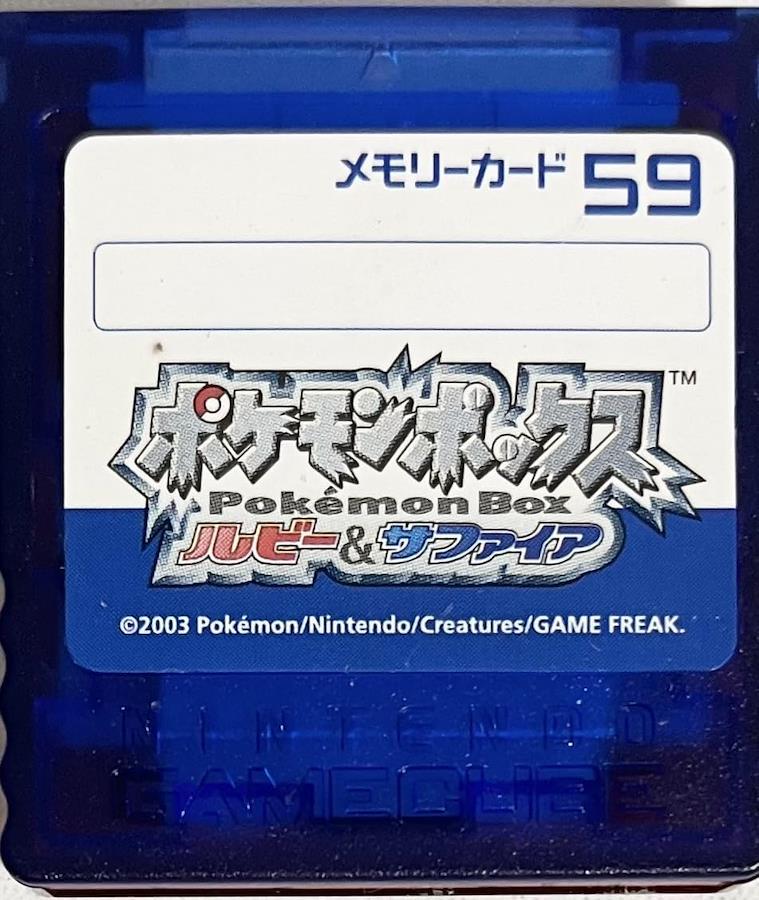 メモリーカード 59
ポケモンボックス™
Pokémon Box
ルビー&サファイア
©2003 Pokémon/Nintendo/Creatures/GAME FREAK.
NINTENDO
GAMECUBE